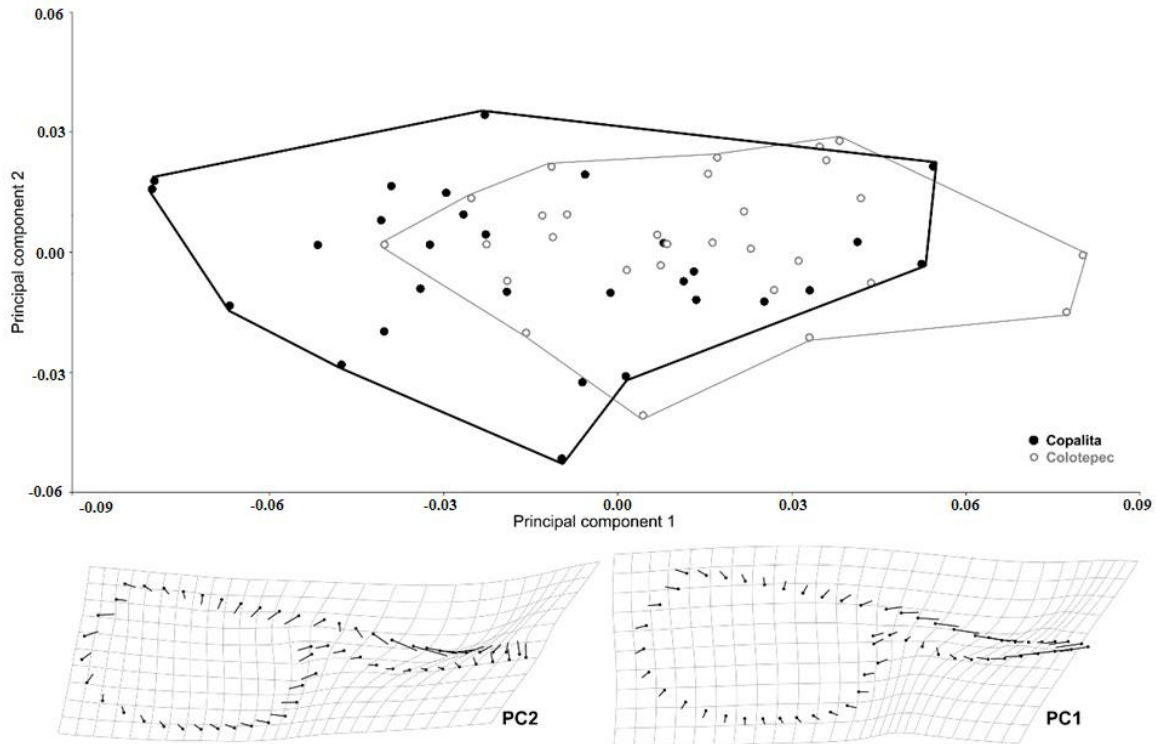 0.06
0.03
0.00
-0.03
-0.06
Principal component 2
-0.09 -0.06 -0.03 0.00 0.03 0.06 0.09
Principal component 1
Copalita
Colotepec
PC2 PC1